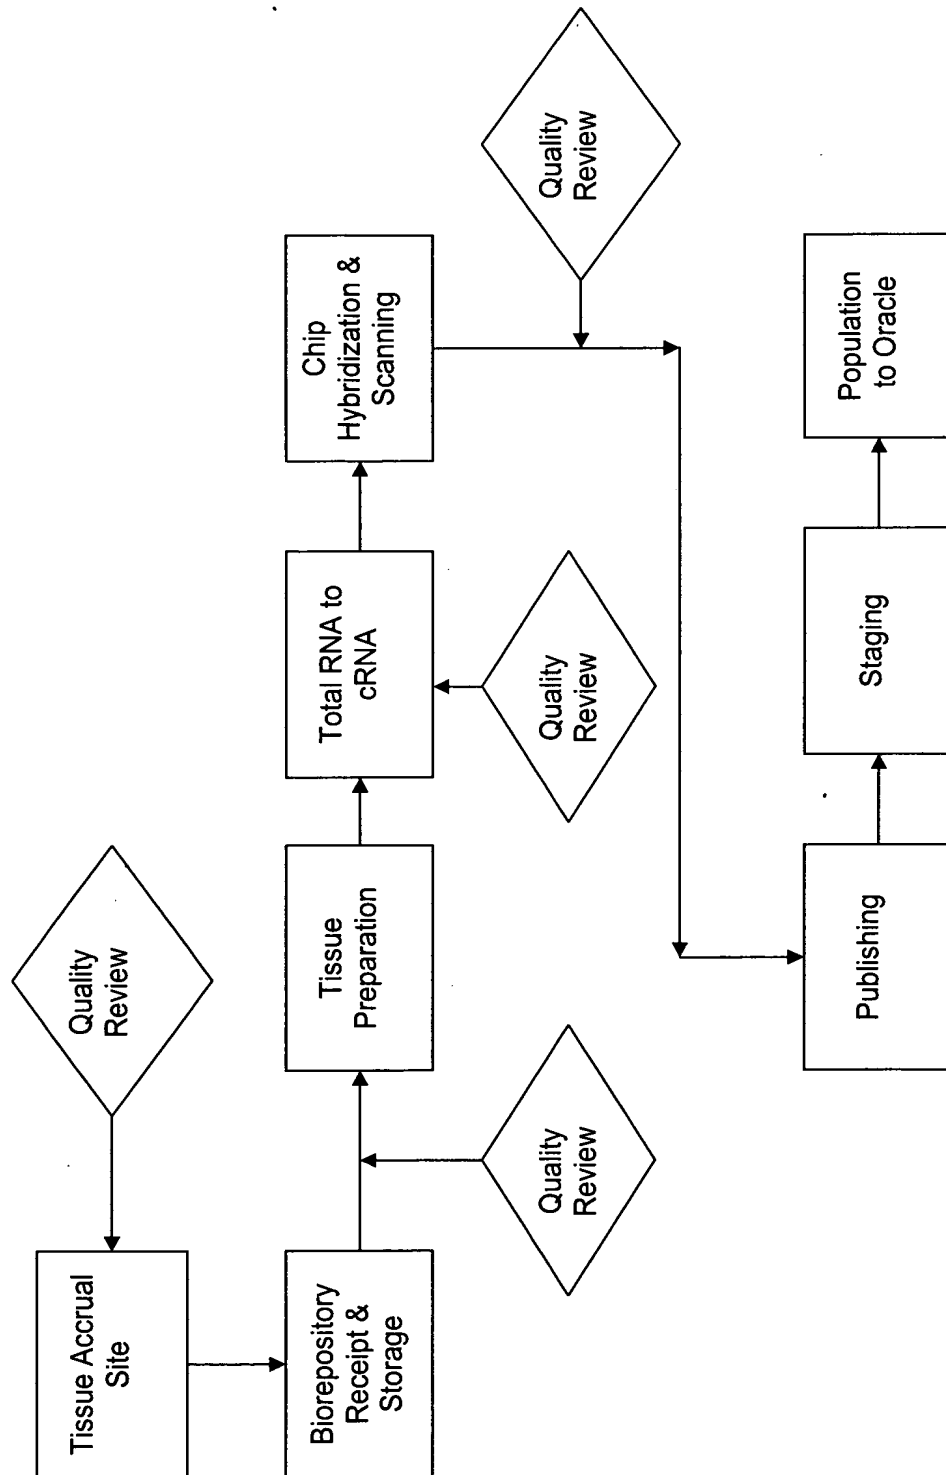 Tissue Accrual
Site
Quality
Review
Biorepository
Receipt &
Storage
Quality
Review
Tissue
Preparation
Total RNA to
cRNA
Quality
Review
Chip
Hybridization &
Scanning
Quality
Review
Publishing
Staging
Population
to Oracle